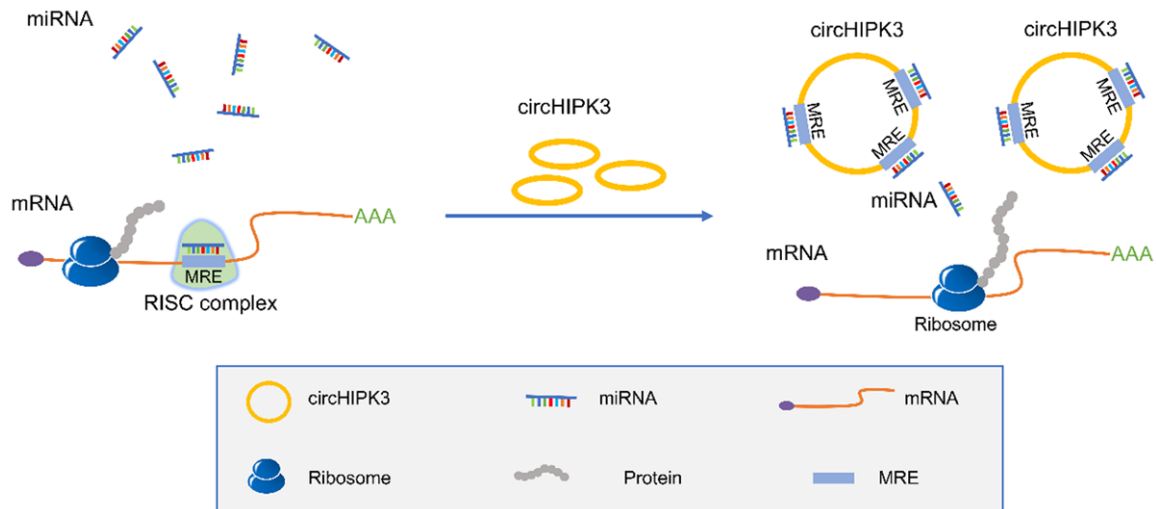 miRNA
mRNA
AAA
MRE
RISC complex
circHIPK3
circHIPK3
circHIPK3
MRE
MRE
MRE
MRE
MRE
MRE
miRNA
mRNA
AAA
Ribosome
circHIPK3
miRNA
mRNA
Ribosome
Protein
MRE